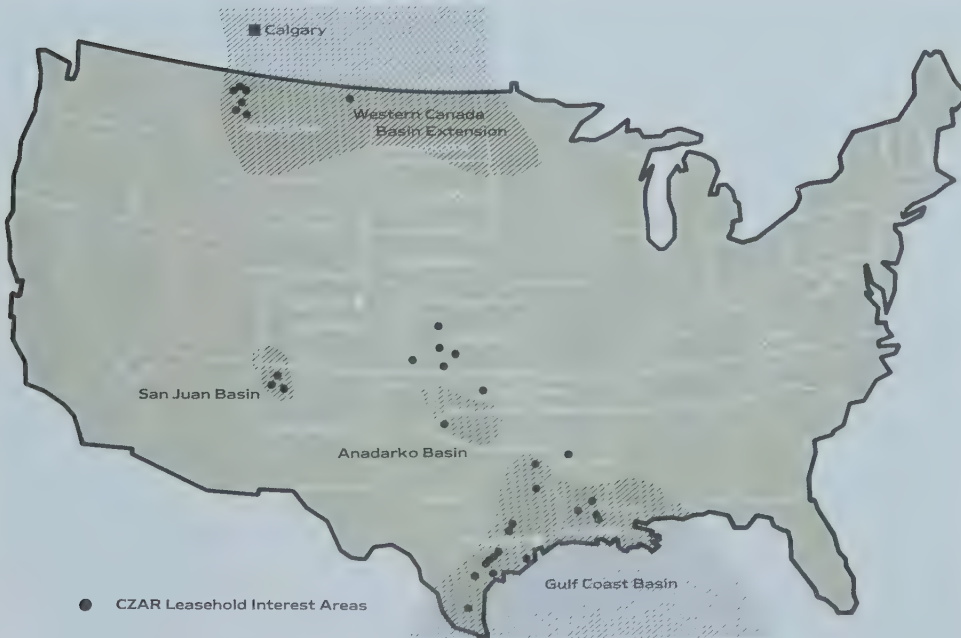 Calgary
Western Canada
Basin Extension
San Juan Basin
Anadarko Basin
Gulf Coast Basin
CZAR Leasehold Interest Areas